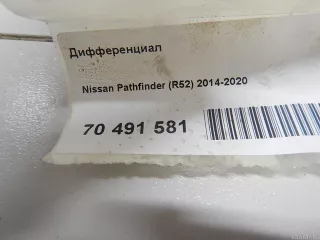 Дифференциал
Nissan Pathfinder (R52) 2014-2020
70 491 581